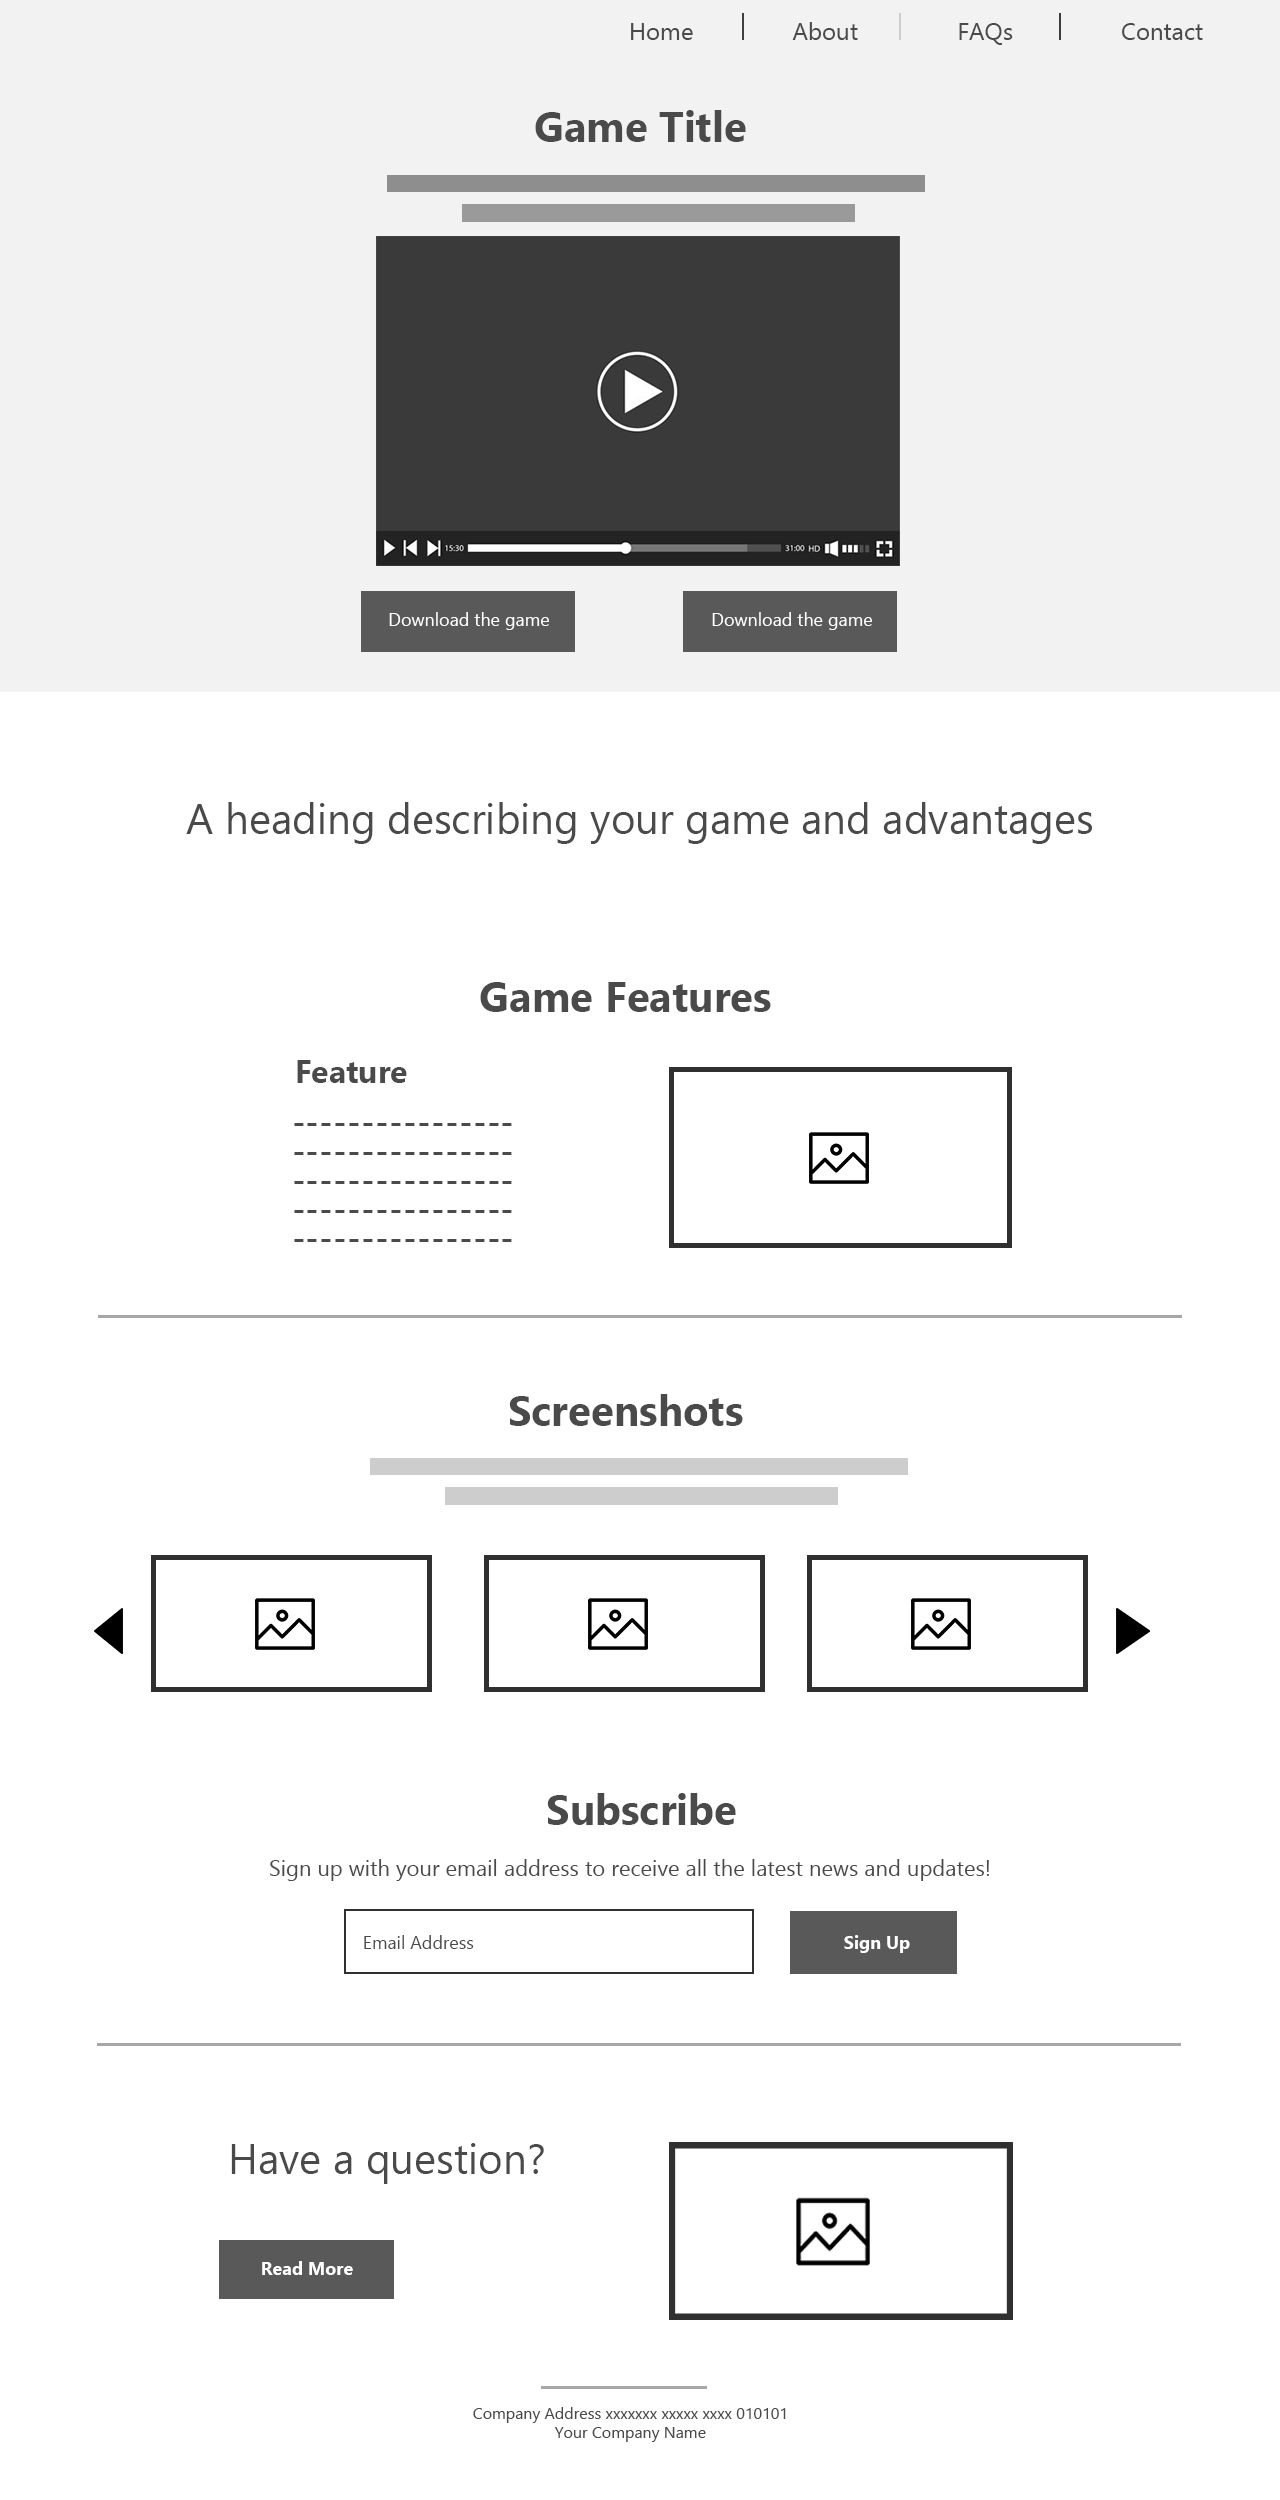 Home About FAQs Contact
Game Title
15:30 31:00 HD
Download the game Download the game
A heading describing your game and advantages
Game Features
Feature
Screenshots
Subscribe
Sign up with your email address to receive all the latest news and updates!
Email Address Sign Up
Have a question?
Read More
Company Address xxxxxxx xxxxx xxxx 010101
Your Company Name